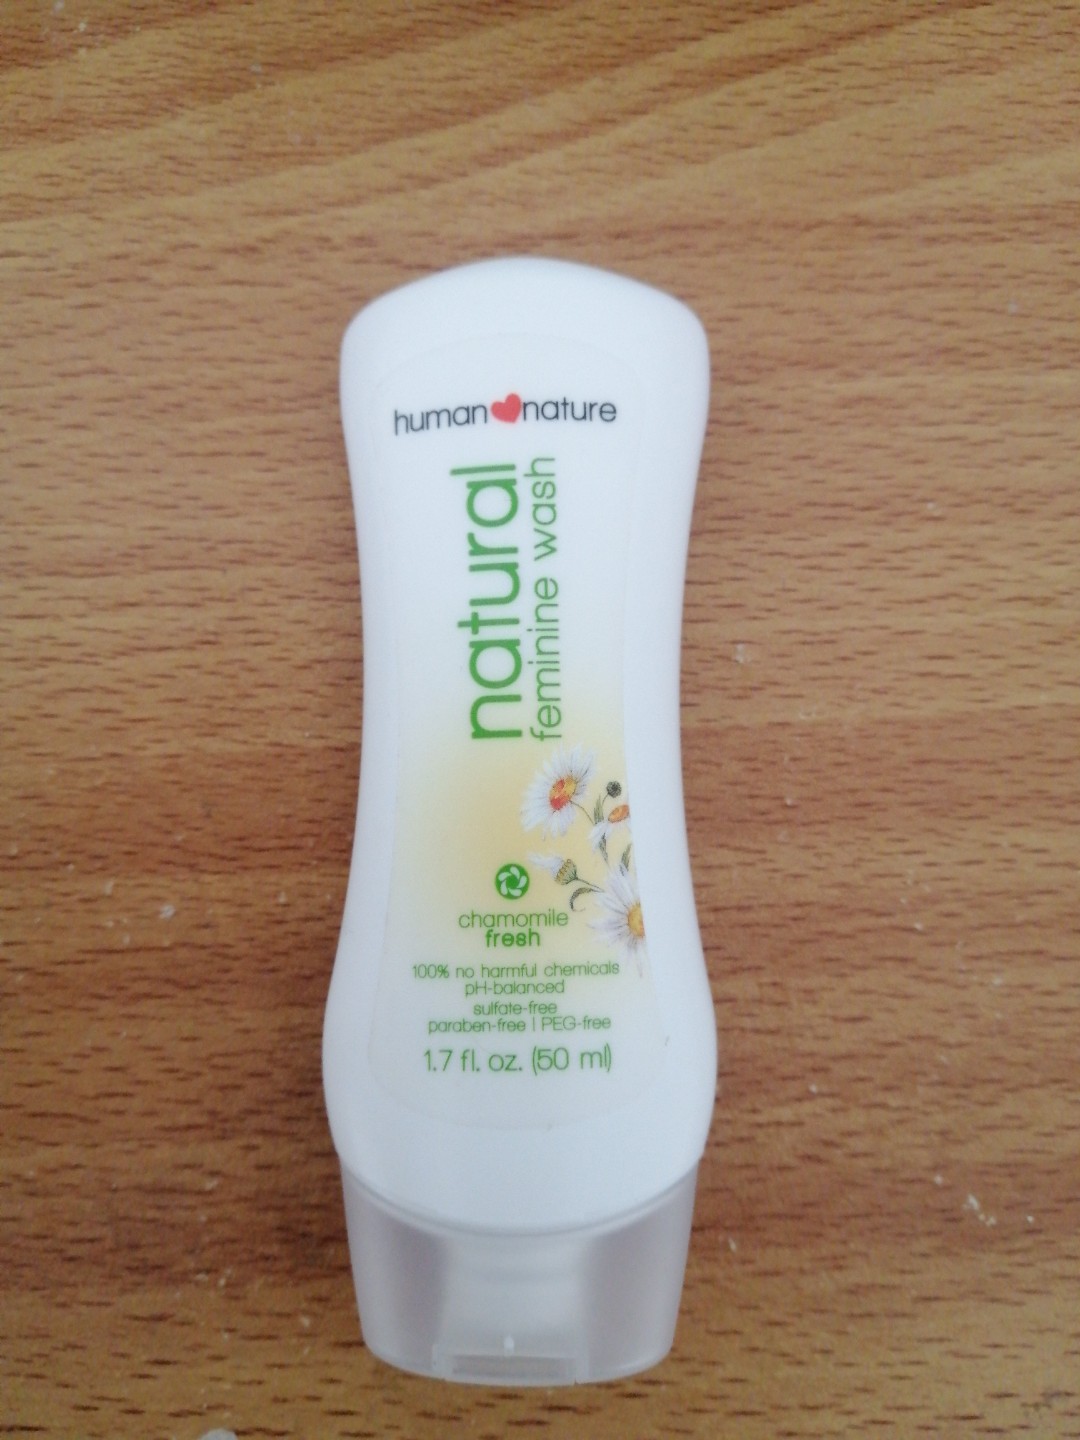 human nature
natural
feminine wash
chamomile
fresh
100% no harmful chemicals
pH-balanced
sulfate-free
paraben-free | PEG-free
1.7 fl. oz. (50 ml)